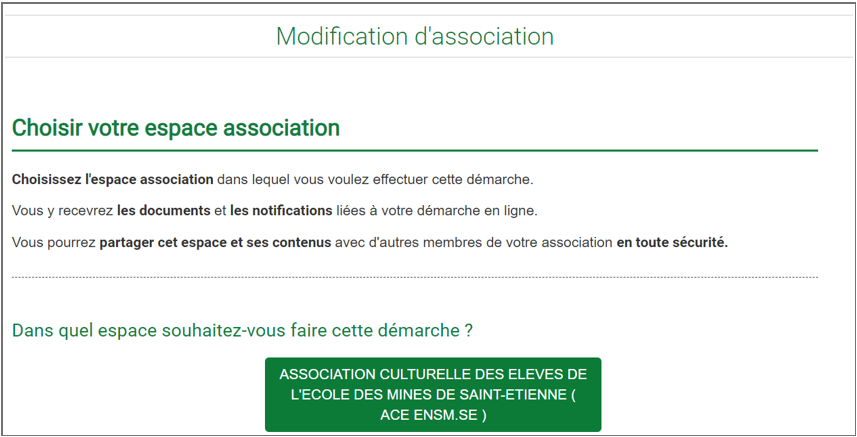 Modification d'association
Choisir votre espace association
Choisissez l'espace association dans lequel vous voulez effectuer cette démarche.
Vous y recevrez les documents et les notifications liées à votre démarche en ligne.
Vous pourrez partager cet espace et ses contenus avec d'autres membres de votre association en toute sécurité.
Dans quel espace souhaitez-vous faire cette démarche ?
ASSOCIATION CULTURELLE DES ELEVES DE
L'ECOLE DES MINES DE SAINT-ETIENNE (
ACE ENSM.SE )